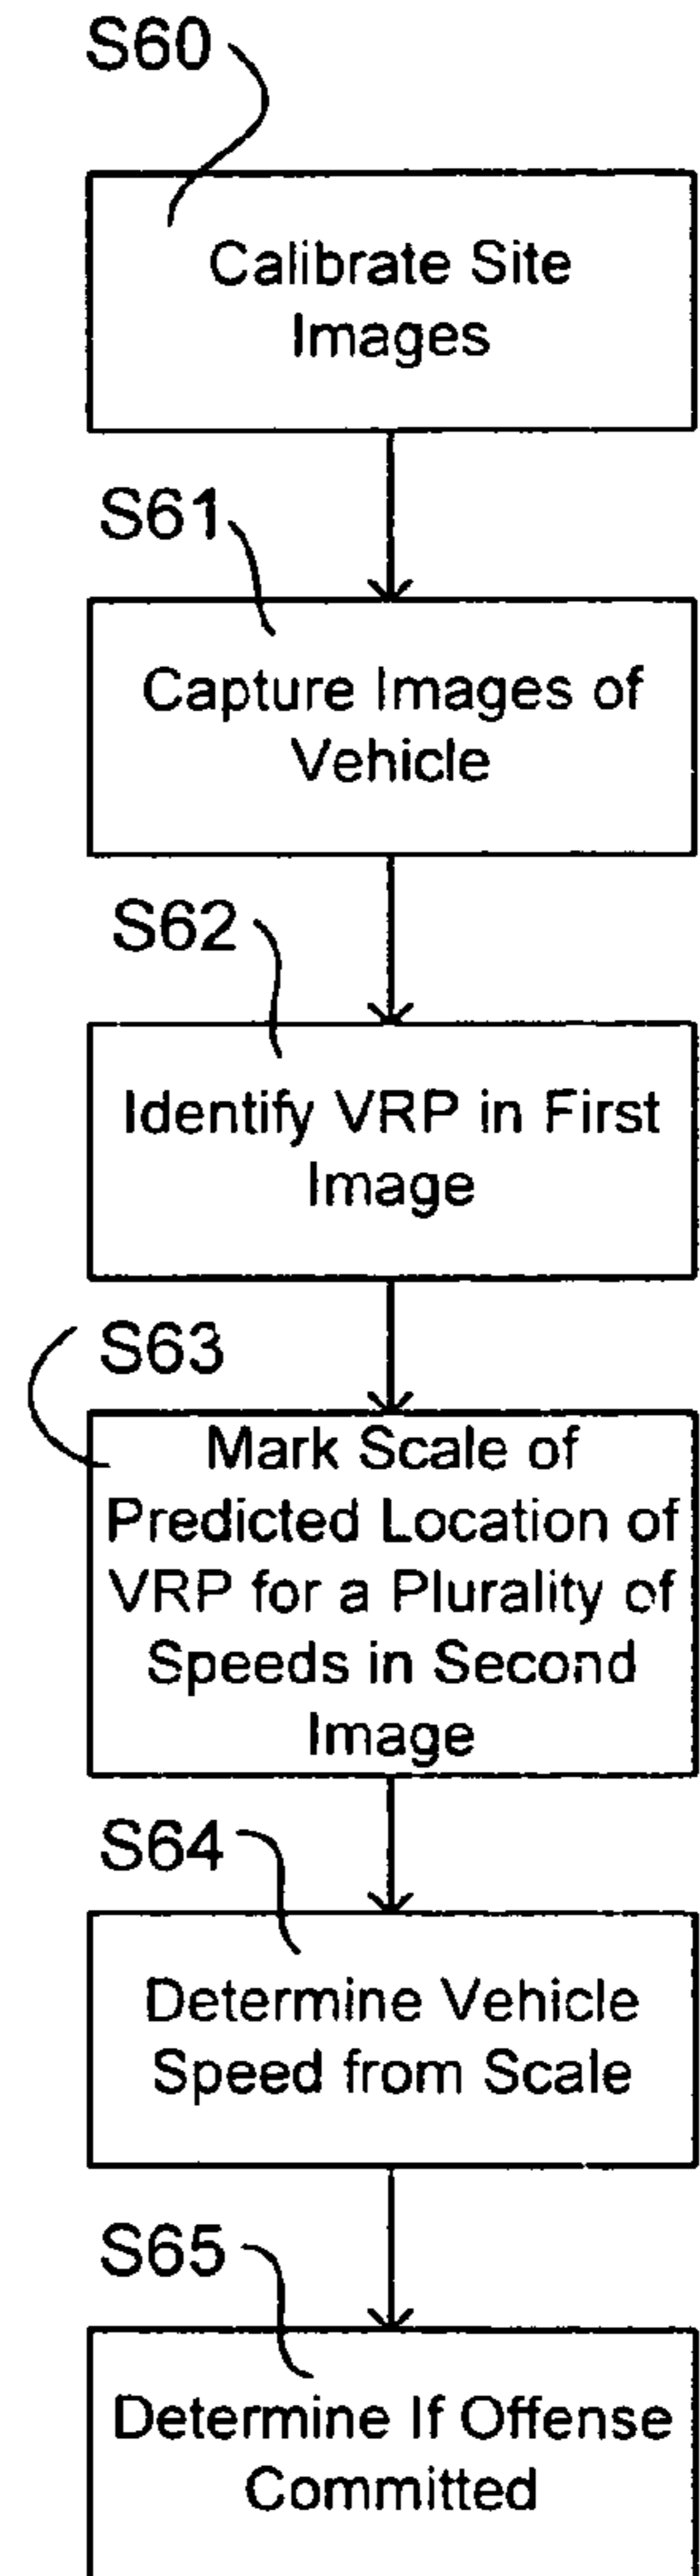 S60
Calibrate Site
Images
S61
Capture Images of
Vehicle
S62
Identify VRP in First
Image
S63
Mark Scale of
Predicted Location of
VRP for a Plurality of
Speeds in Second
Image
S64
Determine Vehicle
Speed from Scale
S65
Determine If Offense
Committed